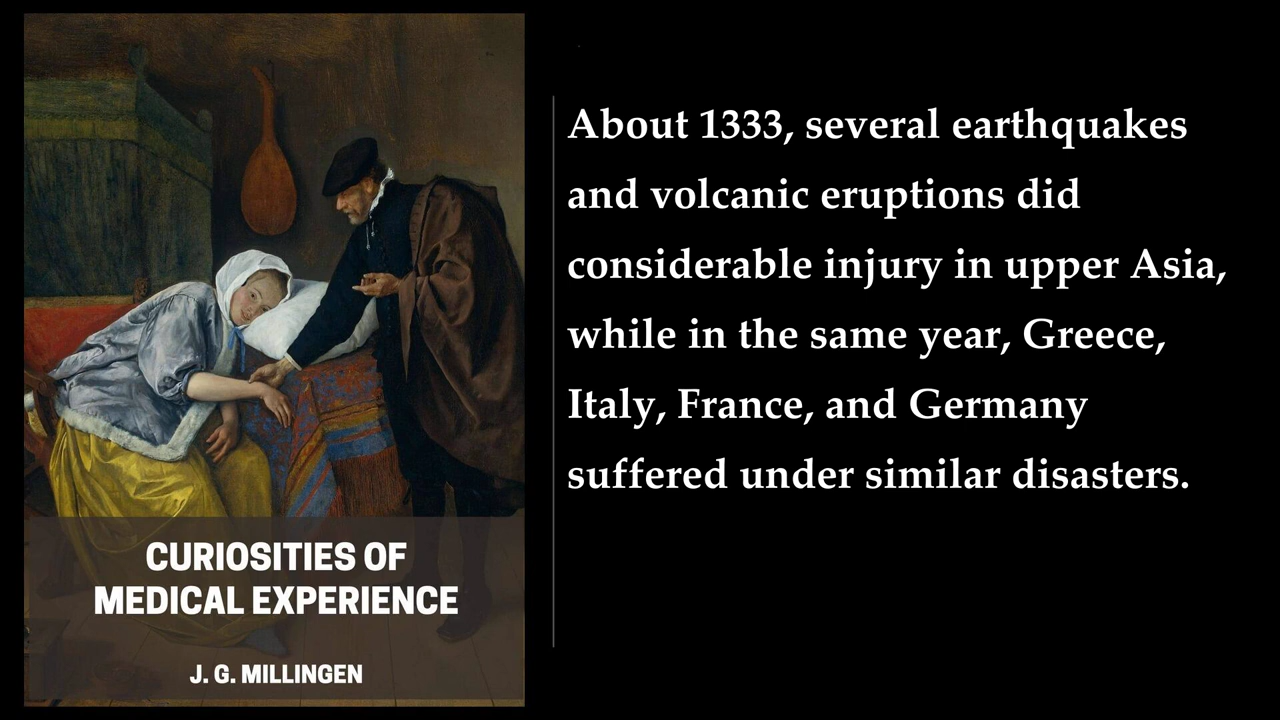 About 1333, several earthquakes
and volcanic eruptions did
considerable injury in upper Asia,
while in the same year, Greece,
Italy, France, and Germany
suffered under similar disasters.
CURIOSITIES OF
MEDICAL EXPERIENCE
J. G. MILLINGEN